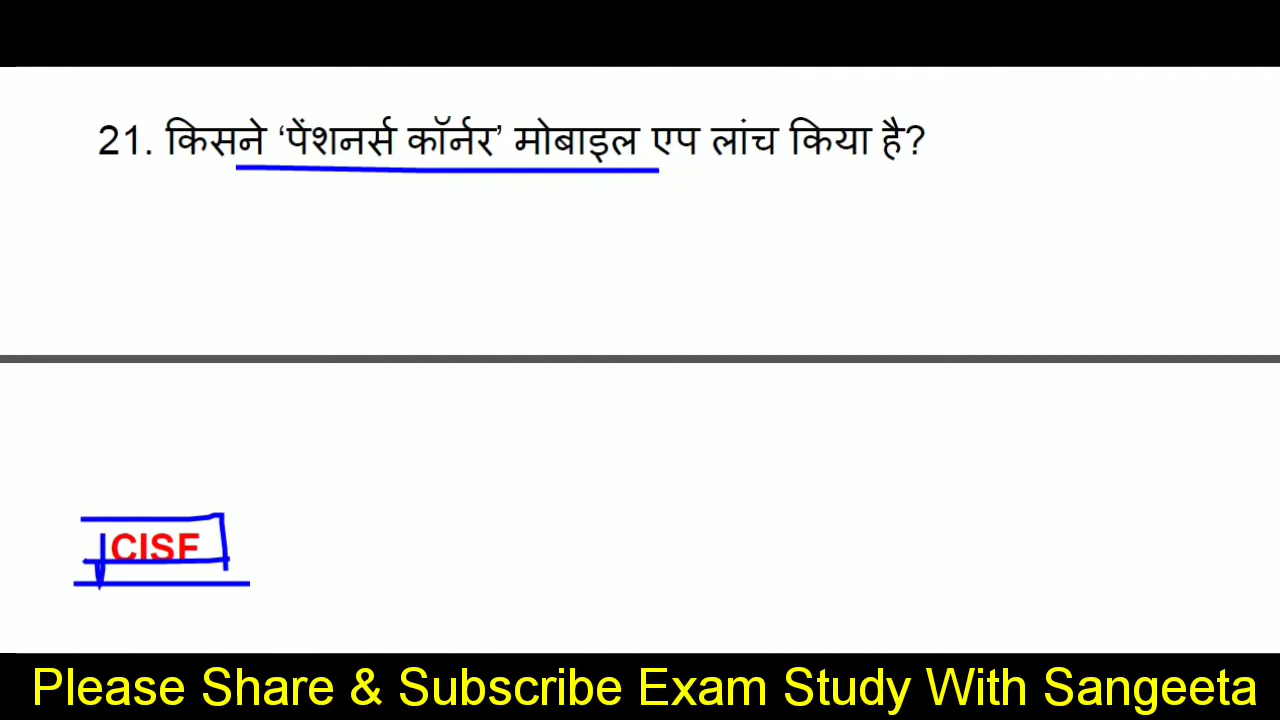 21. किसने ‘पेंशनर्स कॉर्नर’ मोबाइल एप लांच किया है?
CISF
Please Share & Subscribe Exam Study With Sangeeta